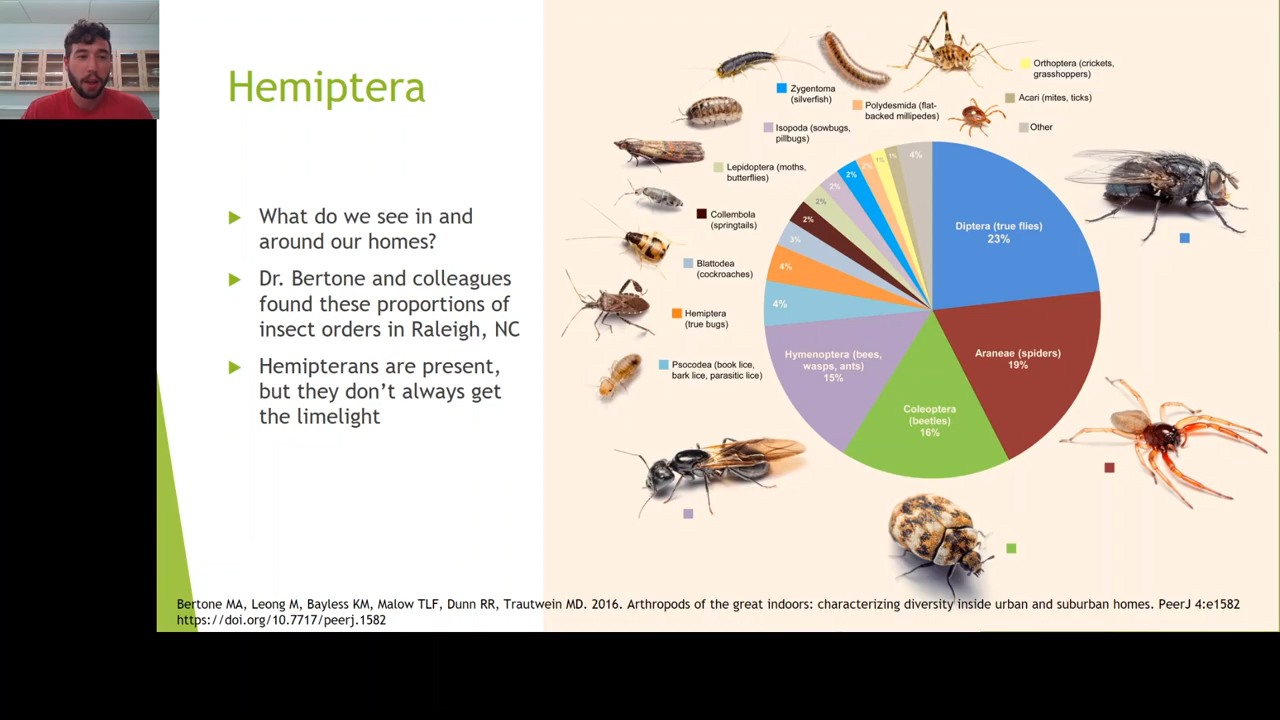 Hemiptera
What do we see in and
around our homes?
Dr. Bertone and colleagues
found these proportions of
insect orders in Raleigh, NC
Hemipterans are present,
but they don’t always get
the limelight
Orthoptera (crickets,
grasshoppers)
Zygentoma
(silverfish)
Acari (mites, ticks)
Polydesmida (flat-
backed millipedes)
Isopoda (sowbugs,
pillbugs)
Other
Lepidoptera (moths,
butterflies)
Collembola
(springtails)
Blattodea
(cockroaches)
Hemiptera
(true bugs)
Psocodea (book lice,
bark lice, parasitic lice)
4%
1%
1%
2%
2%
2%
2%
2%
3%
4%
4%
Diptera (true flies)
23%
Araneae (spiders)
19%
Hymenoptera (bees,
wasps, ants)
15%
Coleoptera
(beetles)
16%
Bertone MA, Leong M, Bayless KM, Malow TLF, Dunn RR, Trautwein MD. 2016. Arthropods of the great indoors: characterizing diversity inside urban and suburban homes. PeerJ 4:e1582
https://doi.org/10.7717/peerj.1582